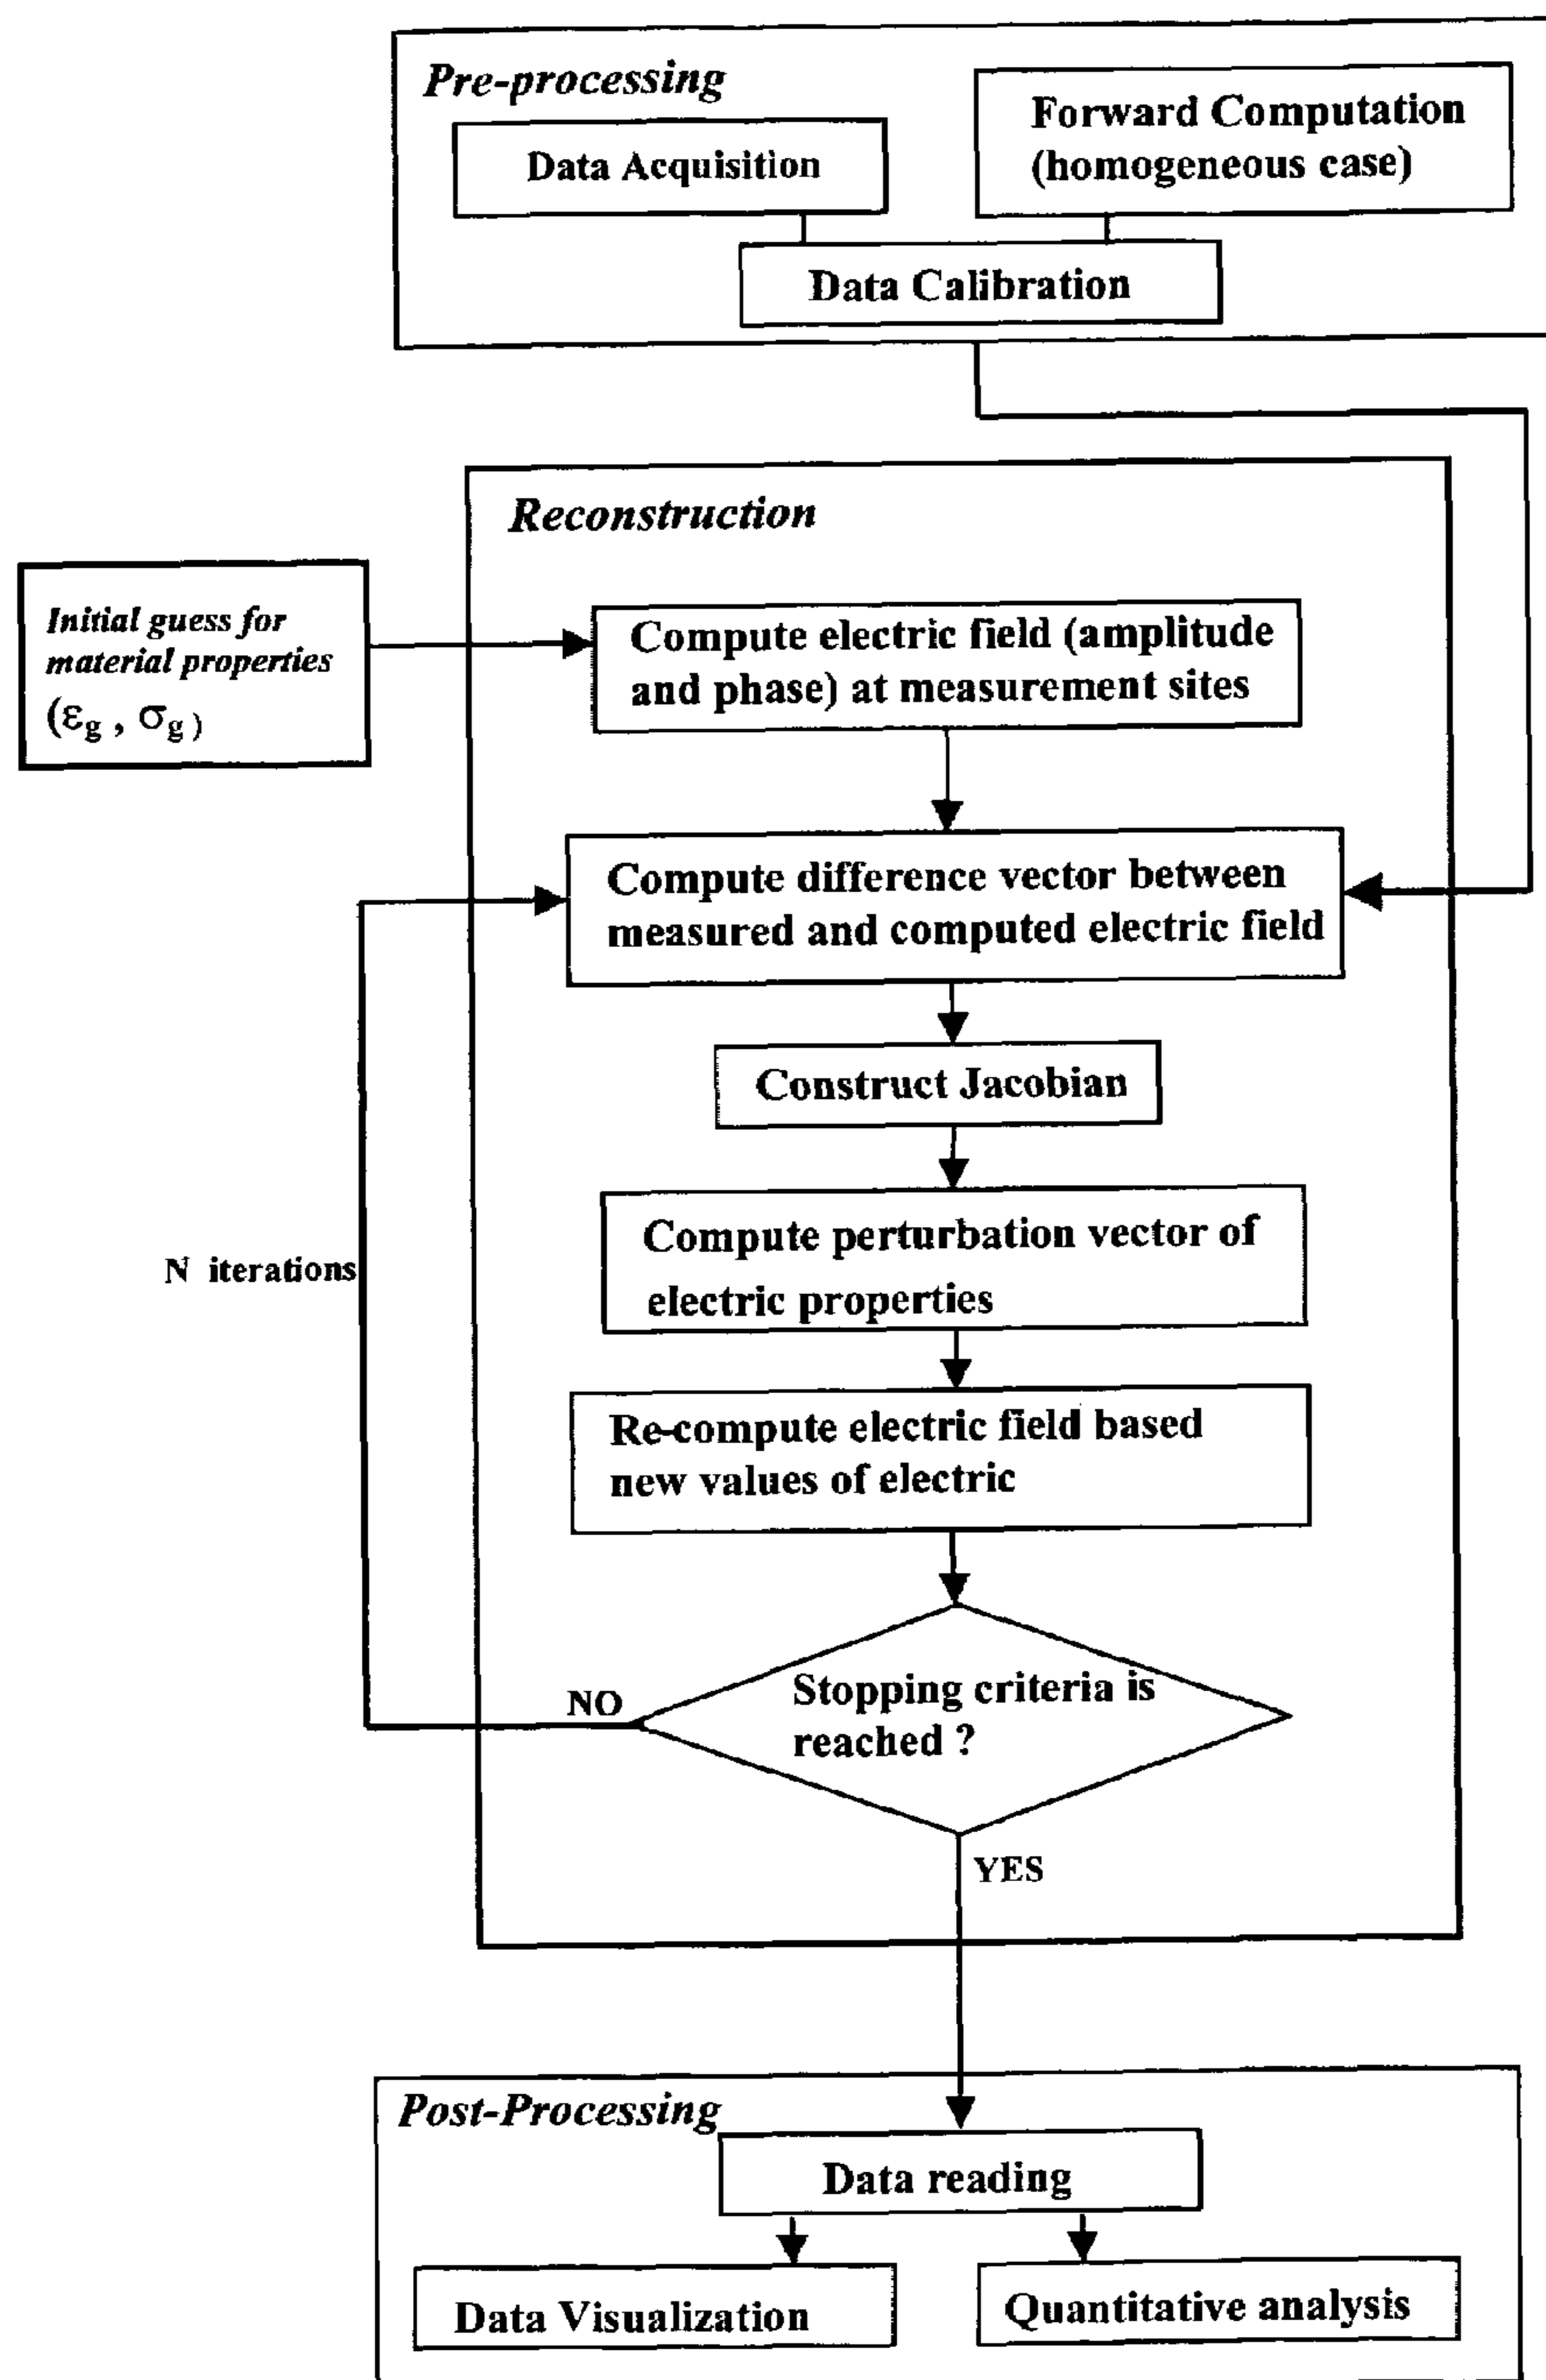 Pre-processing
Data Acquisition
Forward Computation
(homogeneous case)
Data Calibration
Reconstruction
Initial guess for
material properties
(εg , σg)
Compute electric field (amplitude
and phase) at measurement sites
Compute difference vector between
measured and computed electric field
Construct Jacobian
Compute perturbation vector of
electric properties
N iterations
Re-compute electric field based
new values of electric
Stopping criteria is
reached ?
NO
YES
Post-Processing
Data reading
Data Visualization
Quantitative analysis